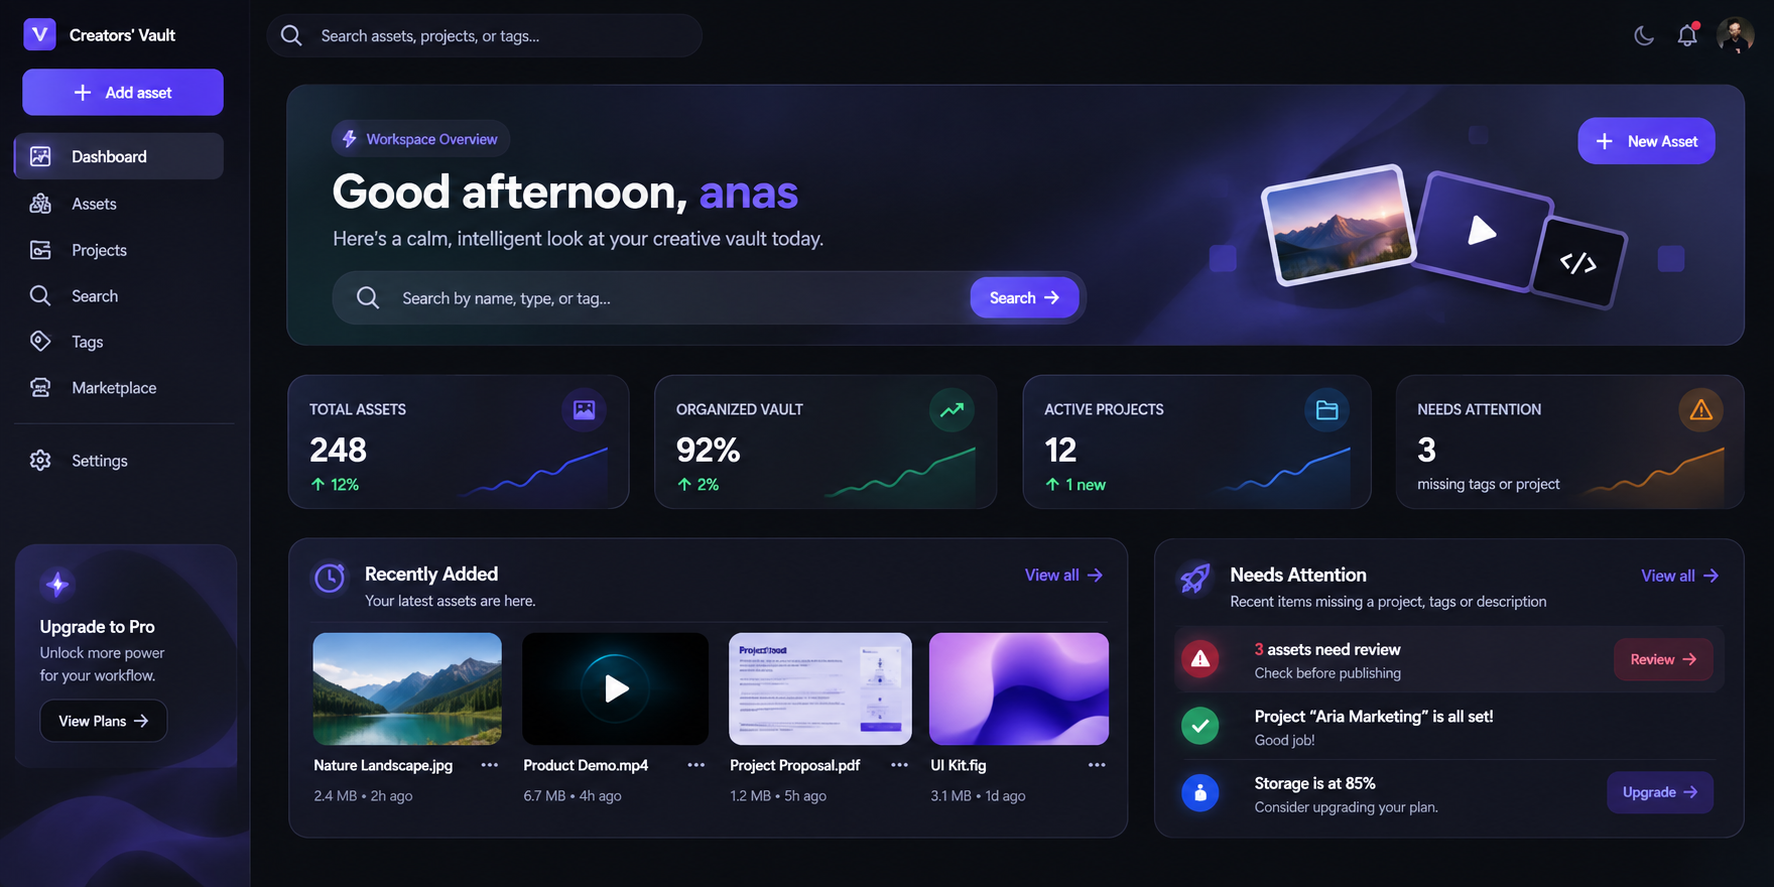 V
Creators' Vault
Add asset
Dashboard
Assets
Projects
Search
Tags
Marketplace
Settings
Upgrade to Pro
Unlock more power
for your workflow.
View Plans →
Search assets, projects, or tags...
Workspace Overview
Good afternoon, anas
Here's a calm, intelligent look at your creative vault today.
Search by name, type, or tag...
Search →
+ New Asset
</>
TOTAL ASSETS
248
↑ 12%
ORGANIZED VAULT
92%
↑ 2%
ACTIVE PROJECTS
12
↑ 1 new
NEEDS ATTENTION
3
missing tags or project
Recently Added
Your latest assets are here.
View all →
Nature Landscape.jpg
2.4 MB • 2h ago
Product Demo.mp4
6.7 MB • 4h ago
Project Proposal.pdf
1.2 MB • 5h ago
UI Kit.fig
3.1 MB • 1d ago
Needs Attention
Recent items missing a project, tags or description
View all →
3 assets need review
Check before publishing
Review →
Project “Aria Marketing” is all set!
Good job!
Storage is at 85%
Consider upgrading your plan.
Upgrade →